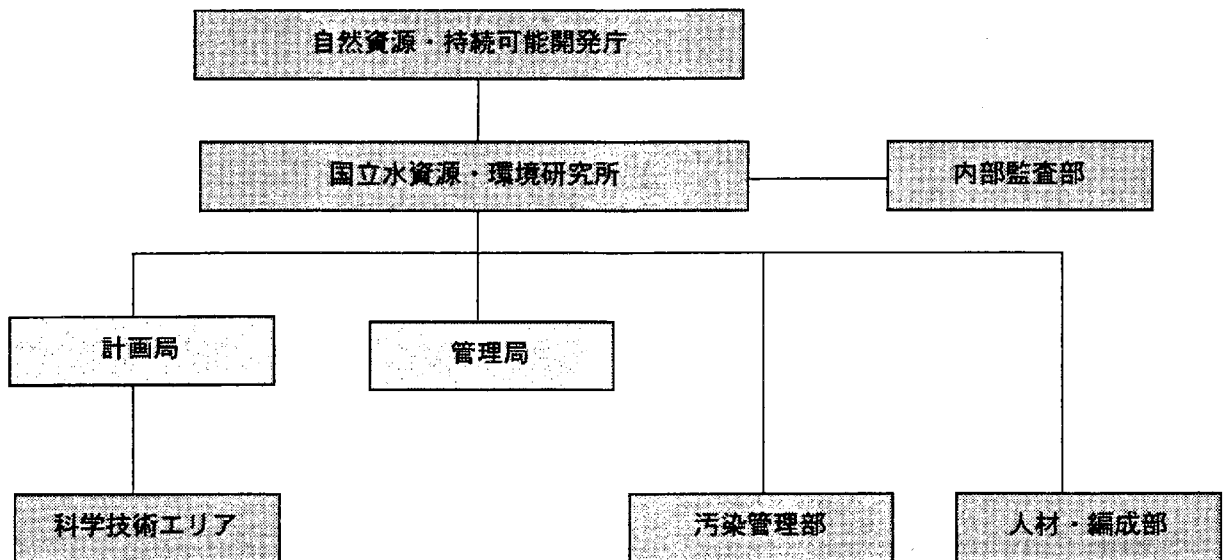 自然資源・持続可能開発庁
国立水資源・環境研究所
内部監査部
計画局
管理局
科学技術エリア
汚染管理部
人材・編成部